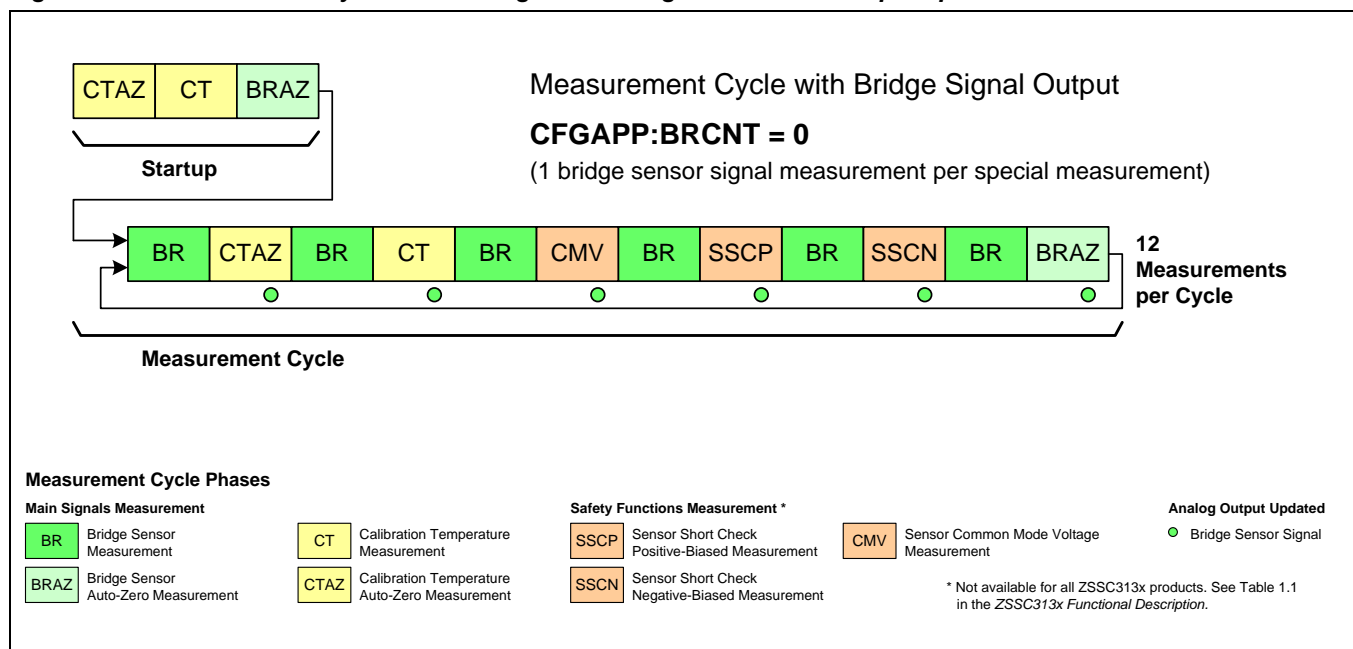 CTAZ CT BRAZ
Startup
Measurement Cycle with Bridge Signal Output
CFGAPP:BRCNT = 0
(1 bridge sensor signal measurement per special measurement)
BR CTAZ BR CT BR CMV BR SSCP BR SSCN BR BRAZ
12
Measurements
per Cycle
Measurement Cycle
Measurement Cycle Phases
Main Signals Measurement
BR Bridge Sensor
Measurement
BRAZ Bridge Sensor
Auto-Zero Measurement
CT Calibration Temperature
Measurement
CTAZ Calibration Temperature
Auto-Zero Measurement
Safety Functions Measurement *
SSCP Sensor Short Check
Positive-Biased Measurement
SSCN Sensor Short Check
Negative-Biased Measurement
CMV Sensor Common Mode Voltage
Measurement
Analog Output Updated
Bridge Sensor Signal
* Not available for all ZSSC313x products. See Table 1.1
in the ZSSC313x Functional Description.